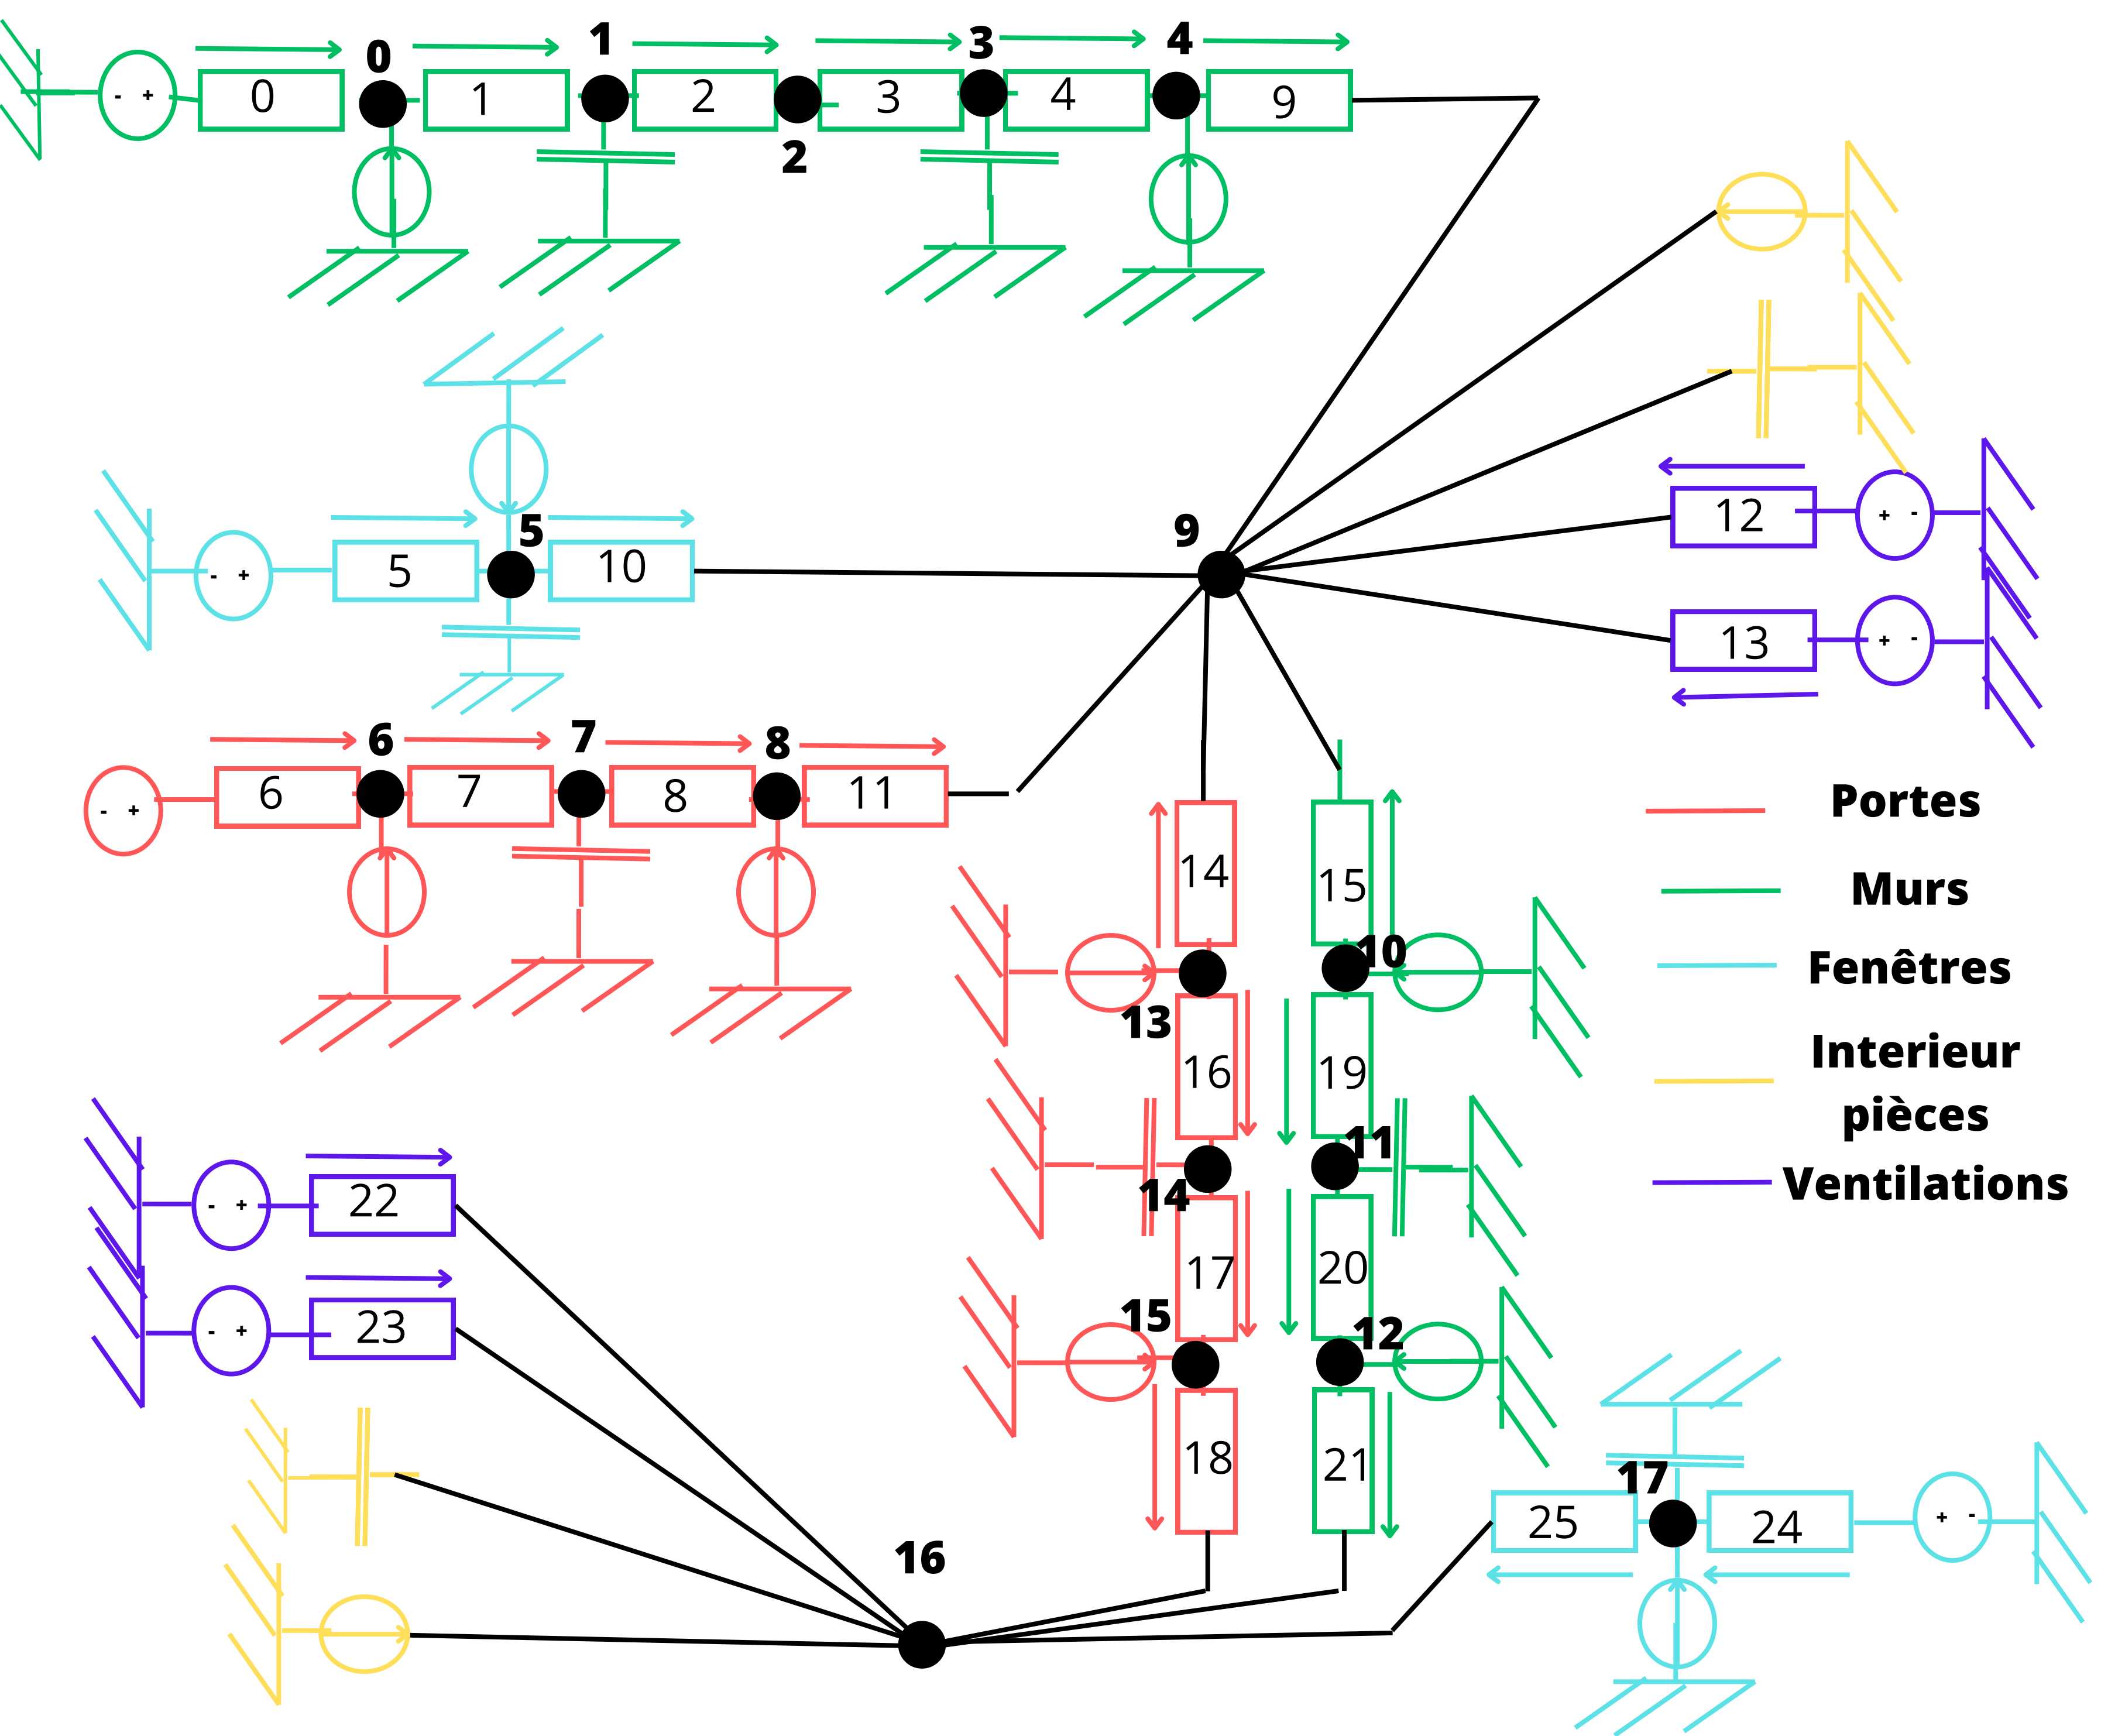 0 1 3 4
- + 0 1 2 3 4 9
2
9
12 + -
5
- + 5 10
13 + -
6 7 8
- + 6 7 8 11
Portes
14 15
Murs
10
Fenêtres
13
16 19
Interieur
pièces
11
14
Ventilations
- + 22
17 20
15 12
- + 23
18 21
17
25 24 + -
16